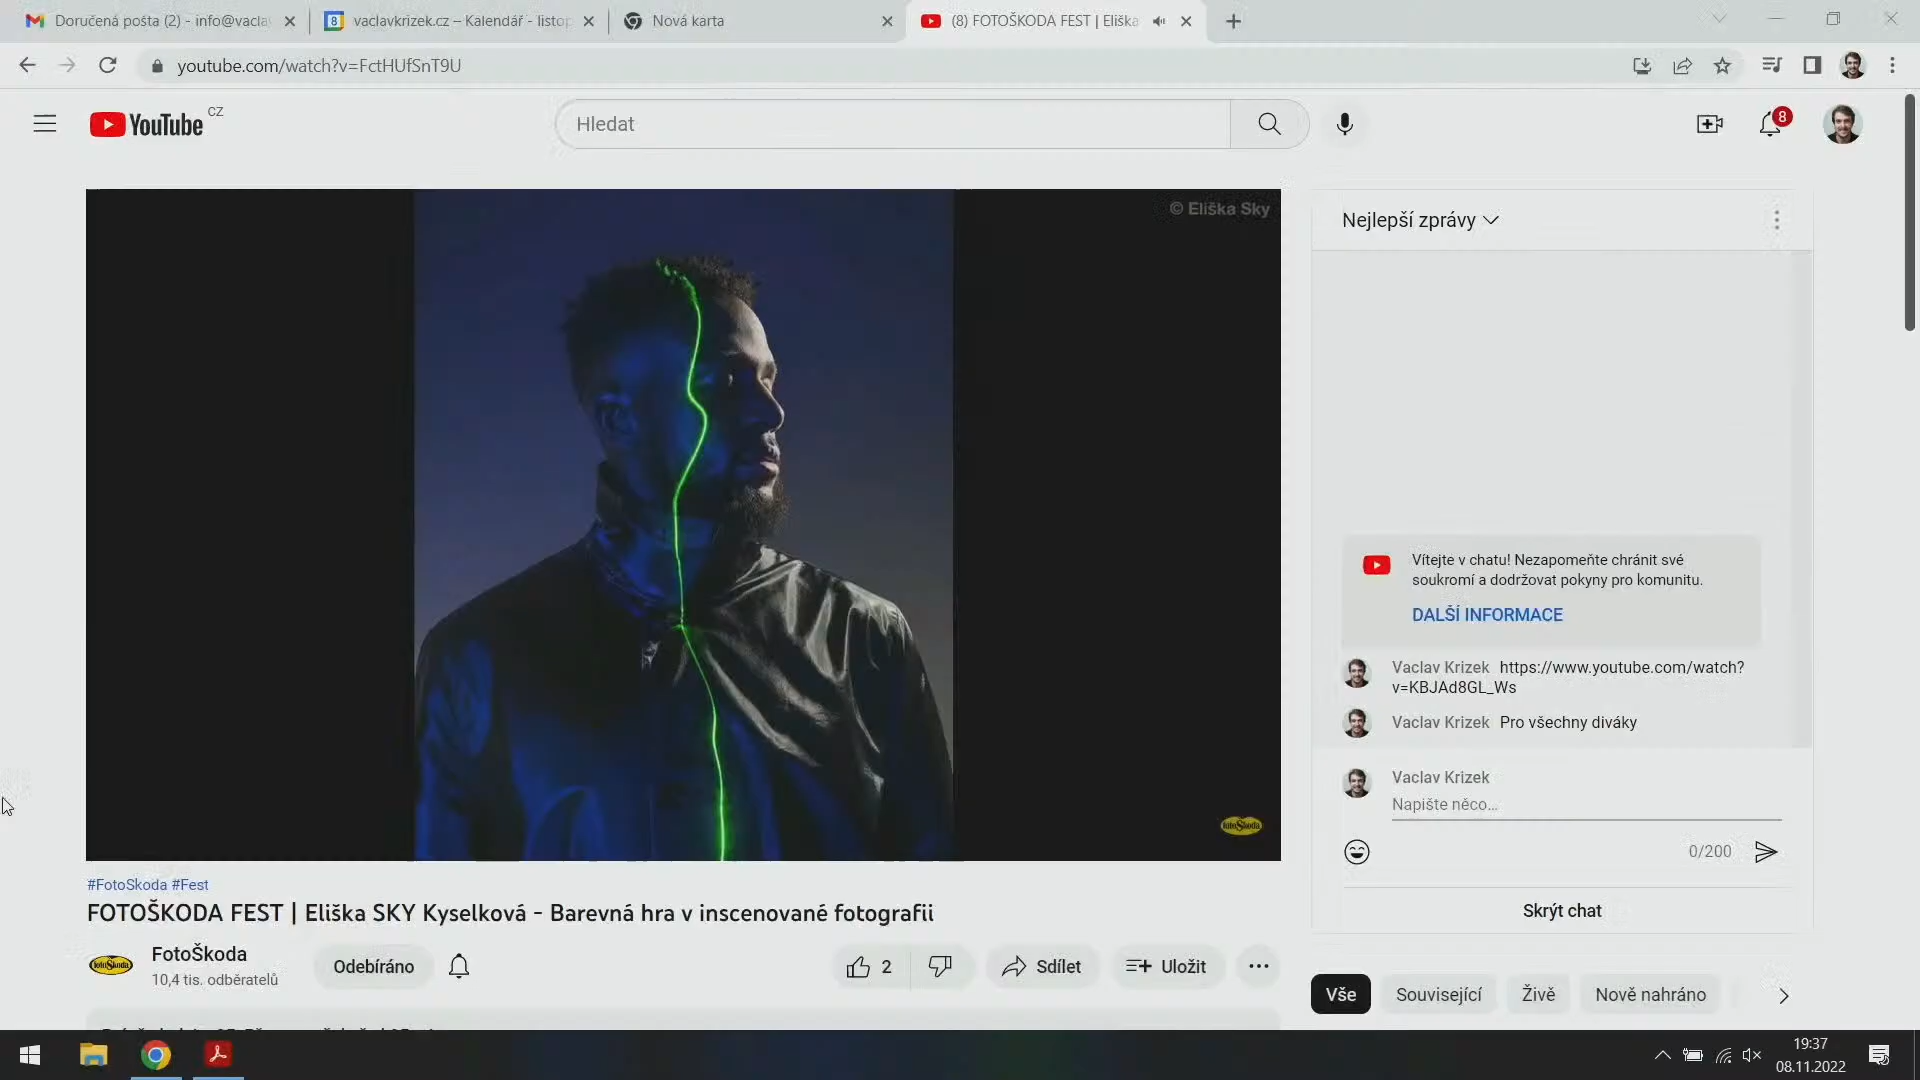 Doručená pošta (2) - info@vacla
vaclavkrizek.cz – Kalendář - listop
Nová karta
(8) FOTOŠKODA FEST | Eliška
youtube.com/watch?v=FctHUfSnT9U
YouTube CZ
Hledat
8
© Eliška Sky
Nejlepší zprávy
Vítejte v chatu! Nezapomeňte chránit své
soukromí a dodržovat pokyny pro komunitu.
DALŠÍ INFORMACE
Vaclav Krizek https://www.youtube.com/watch?
v=KBJAd8GL_Ws
Vaclav Krizek Pro všechny diváky
Vaclav Krizek
Napište něco…
0/200
Skrýt chat
fotoŠkoda
#FotoSkoda #Fest
FOTOŠKODA FEST | Eliška SKY Kyselková - Barevná hra v inscenované fotografii
fotoŠkoda
FotoŠkoda
10,4 tis. odběratelů
Odebíráno
2
Sdílet
Uložit
Vše
Související
Živě
Nově nahráno
19:37
08.11.2022